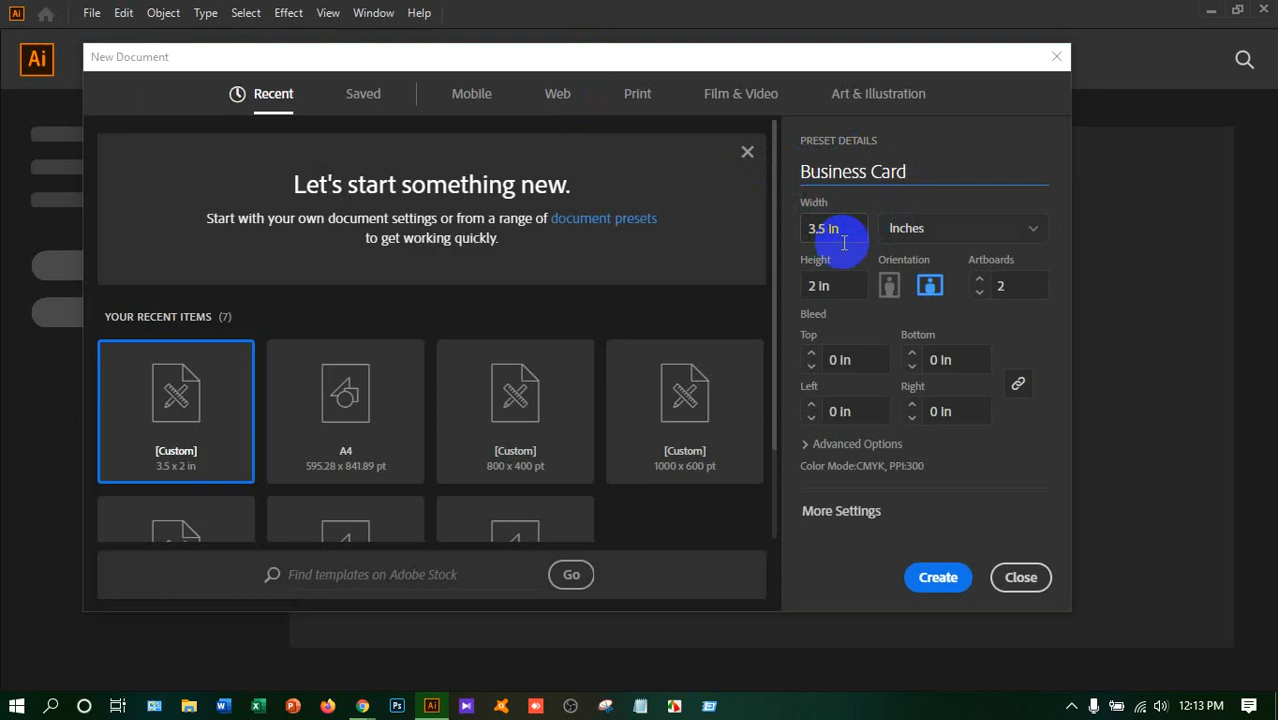 Ai
File Edit Object Type Select Effect View Window Help
Ai
New Document
Recent Saved Mobile Web Print Film & Video Art & Illustration
Let's start something new.
Start with your own document settings or from a range of document presets
to get working quickly.
YOUR RECENT ITEMS (7)
[Custom]
3.5 x 2 in
A4
595.28 x 841.89 pt
[Custom]
800 x 400 pt
[Custom]
1000 x 600 pt
Find templates on Adobe Stock
Go
PRESET DETAILS
Business Card
Width
3.5 in Inches
Height Orientation Artboards
2 in 2
Bleed
Top Bottom
0 in 0 in
Left Right
0 in 0 in
Advanced Options
Color Mode:CMYK, PPI:300
More Settings
Create Close
Ps Ai
12:13 PM